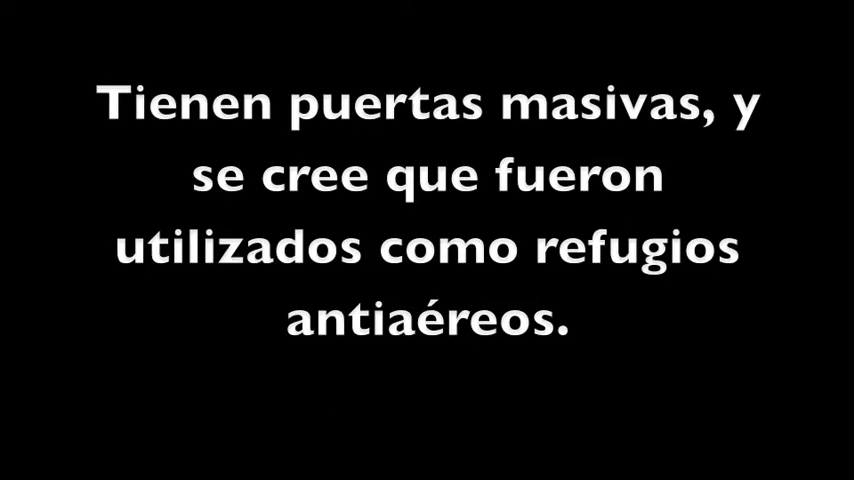 Tienen puertas masivas, y
se cree que fueron
utilizados como refugios
antiaéreos.